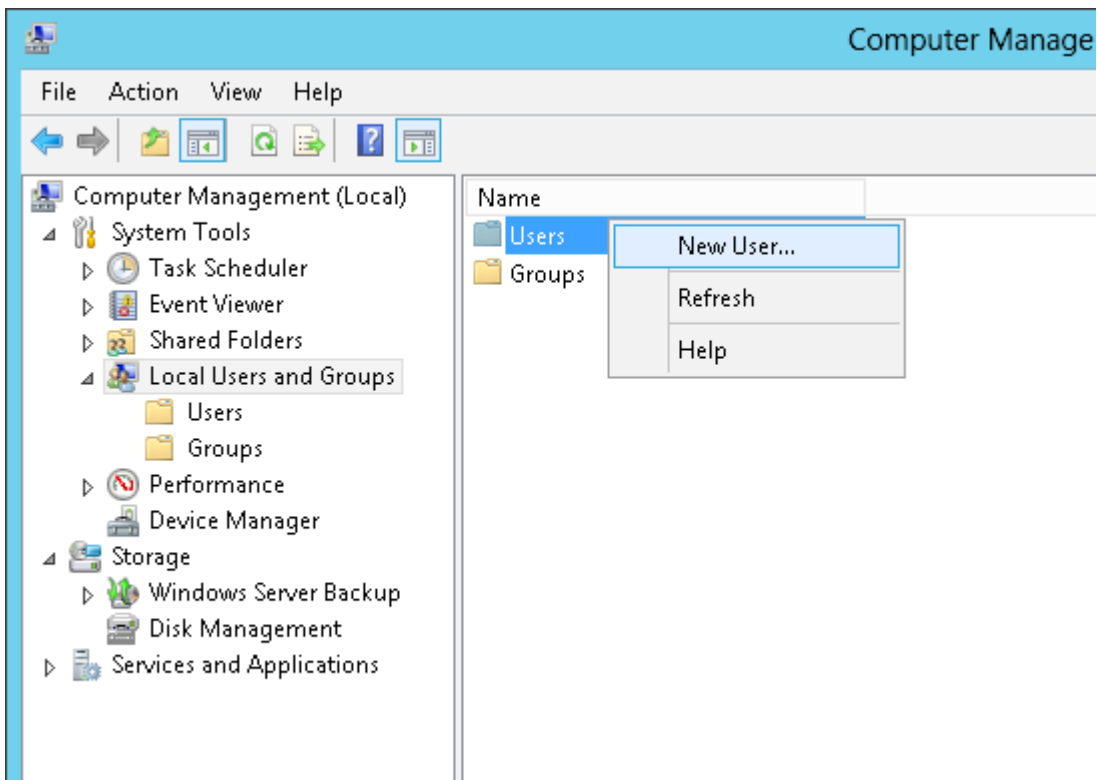 Computer Manage
File Action View Help
Computer Management (Local)
System Tools
Task Scheduler
Event Viewer
Shared Folders
Local Users and Groups
Users
Groups
Performance
Device Manager
Storage
Windows Server Backup
Disk Management
Services and Applications
Name
Users
Groups
New User...
Refresh
Help